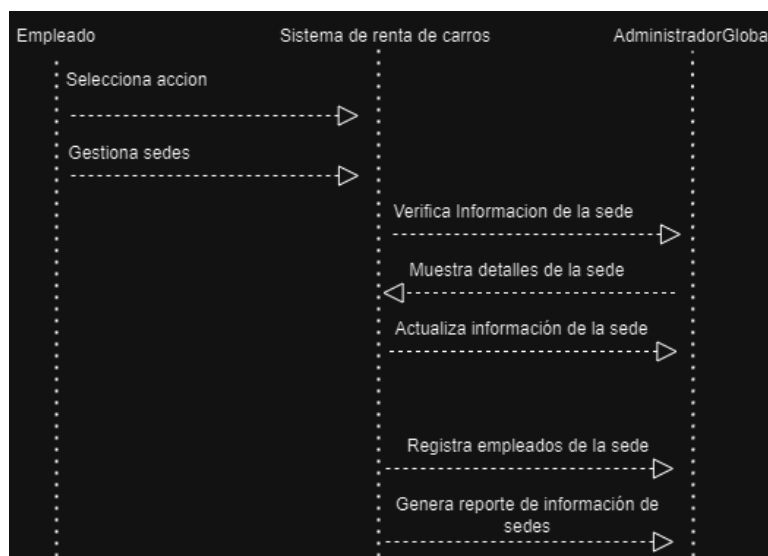 Empleado Sistema de renta de carros AdministradorGloba
Selecciona accion
Gestiona sedes
Verifica Informacion de la sede
Muestra detalles de la sede
Actualiza información de la sede
Registra empleados de la sede
Genera reporte de información de
sedes